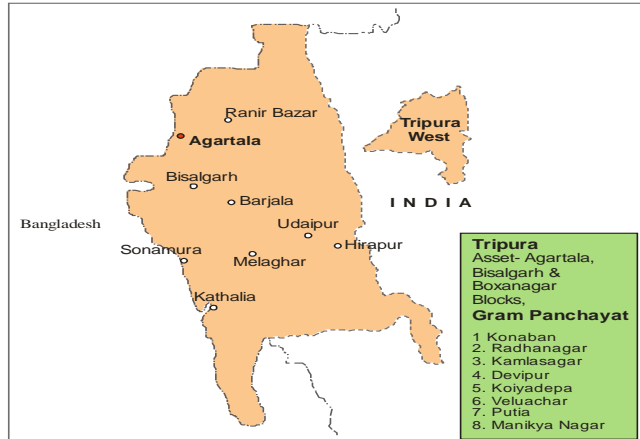 Ranir Bazar
Agartala
Tripura
West
Bisalgarh
Barjala
INDIA
Bangladesh
Udaipur
Hirapur
Sonamura
Melaghar
Kathalia
Tripura
Asset- Agartala,
Bisalgarh &
Boxanagar
Blocks,
Gram Panchayat
1 Konaban
2. Radhanagar
3. Kamlasagar
4. Devipur
5. Koiyadepa
6. Veluachar
7. Putia
8. Manikya Nagar